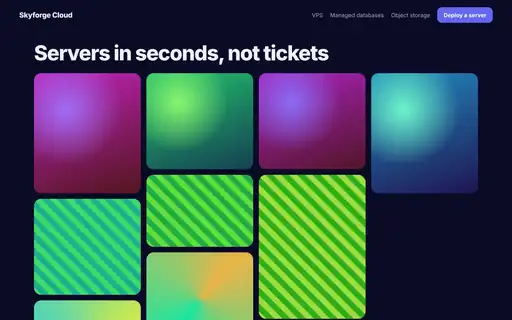 Skyforge Cloud
VPS Managed databases Object storage Deploy a server
Servers in seconds, not tickets